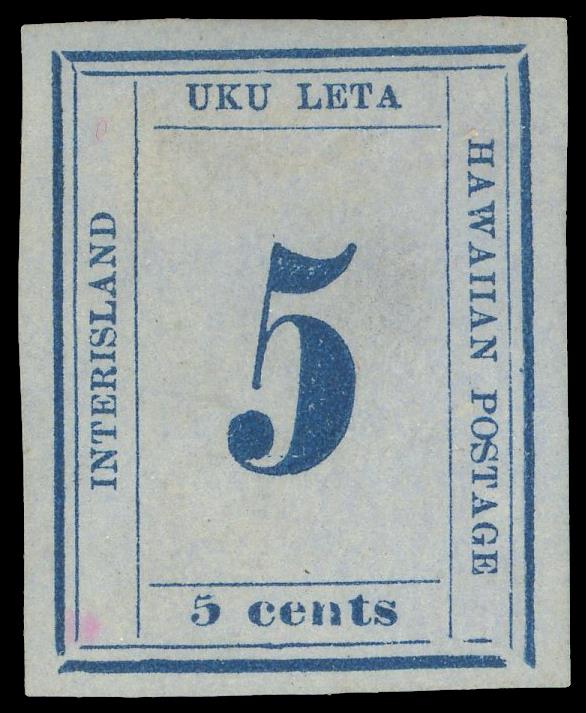 UKU LETA
INTERISLAND
HAWAIIAN POSTAGE
5
5 cents